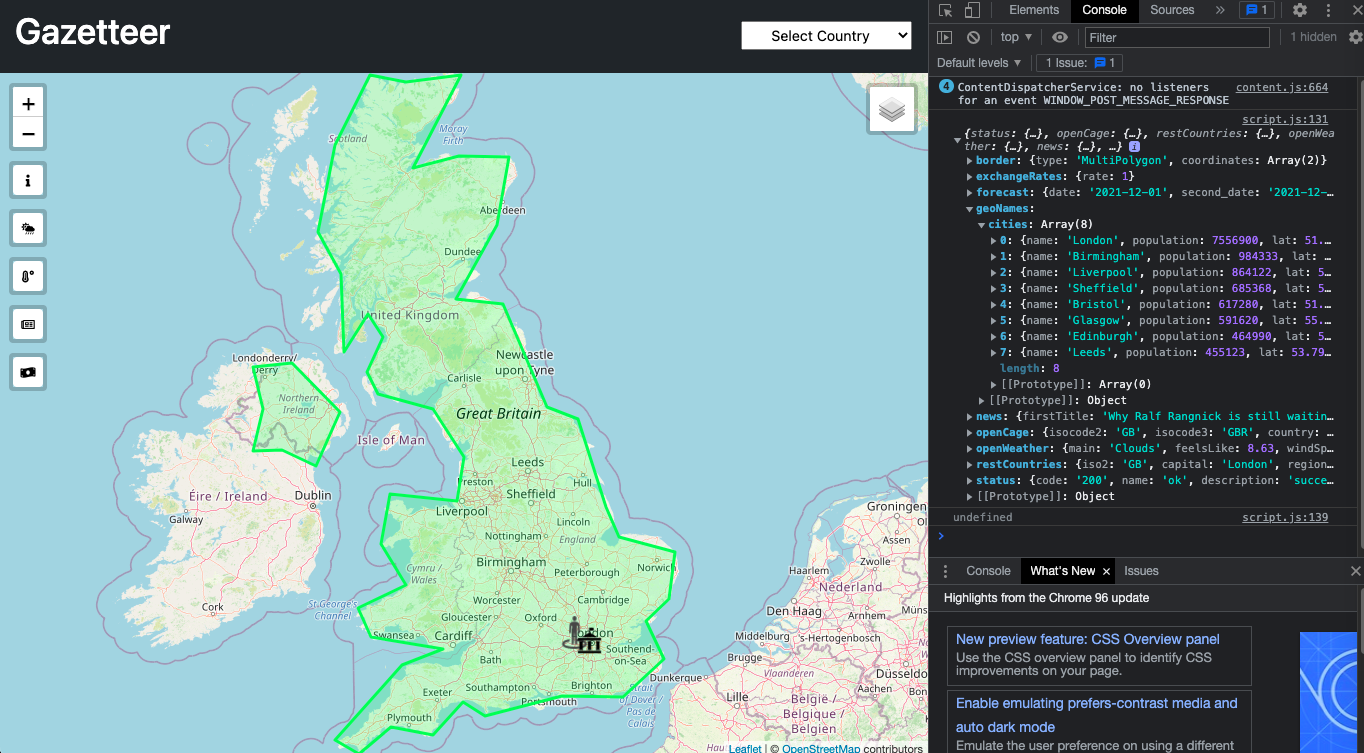 Gazetteer
Select Country
+
−
i
Scotland
Moray
Firth
Aberdeen
Dundee
United Kingdom
Londonderry/
Derry
Newcastle
upon Tyne
Carlisle
Northern
Ireland
Great Britain
Isle of Man
Leeds
Preston
Hull
Sheffield
Éire / Ireland
Dublin
Liverpool
Galway
Lincoln
Nottingham
England
Groningen
Assen
Cymru /
Wales
Birmingham
Peterborough
Norwich
Zwolle
Haarlem
Nederland
Worcester
Cambridge
Cork
St George's
Channel
Gloucester
Oxford
Den Haag
Arnhem
Müns
Swansea
Cardiff
London
Middelburg
's-Hertogenbosch
Bath
Southend-
on-Sea
Brugge
Antwerpen
Vlaanderen
Southampton
Brighton
Strait
of Dover /
Pas de
Calais
Dunkerque
Düsseldo
Exeter
Portsmouth
Lille
België /
Belgique /
Belgien
Aachen
Bonn
Plymouth
Leaflet | © OpenStreetMap contributors
Elements
Console
Sources
»
1
top ▼
Filter
1 hidden
Default levels ▼
1 Issue:
1
4
ContentDispatcherService: no listeners
content.js:664
for an event WINDOW_POST_MESSAGE_RESPONSE
script.js:131
{status: {…}, openCage: {…}, restCountries: {…}, openWea
ther: {…}, news: {…}, …} i
border: {type: 'MultiPolygon', coordinates: Array(2)}
exchangeRates: {rate: 1}
forecast: {date: '2021-12-01', second_date: '2021-12-…
geoNames:
cities: Array(8)
0: {name: 'London', population: 7556900, lat: 51.…
1: {name: 'Birmingham', population: 984333, lat: …
2: {name: 'Liverpool', population: 864122, lat: 5…
3: {name: 'Sheffield', population: 685368, lat: 5…
4: {name: 'Bristol', population: 617280, lat: 51.…
5: {name: 'Glasgow', population: 591620, lat: 55.…
6: {name: 'Edinburgh', population: 464990, lat: 5…
7: {name: 'Leeds', population: 455123, lat: 53.79…
length: 8
[[Prototype]]: Array(0)
[[Prototype]]: Object
news: {firstTitle: 'Why Ralf Rangnick is still waitin…
openCage: {isocode2: 'GB', isocode3: 'GBR', country: …
openWeather: {main: 'Clouds', feelsLike: 8.63, windSp…
restCountries: {iso2: 'GB', capital: 'London', region…
status: {code: '200', name: 'ok', description: 'succe…
[[Prototype]]: Object
undefined
script.js:139
Console
What's New
×
Issues
Highlights from the Chrome 96 update
New preview feature: CSS Overview panel
Use the CSS overview panel to identify CSS
improvements on your page.
Enable emulating prefers-contrast media and
auto dark mode
Emulate the user preference on using a different